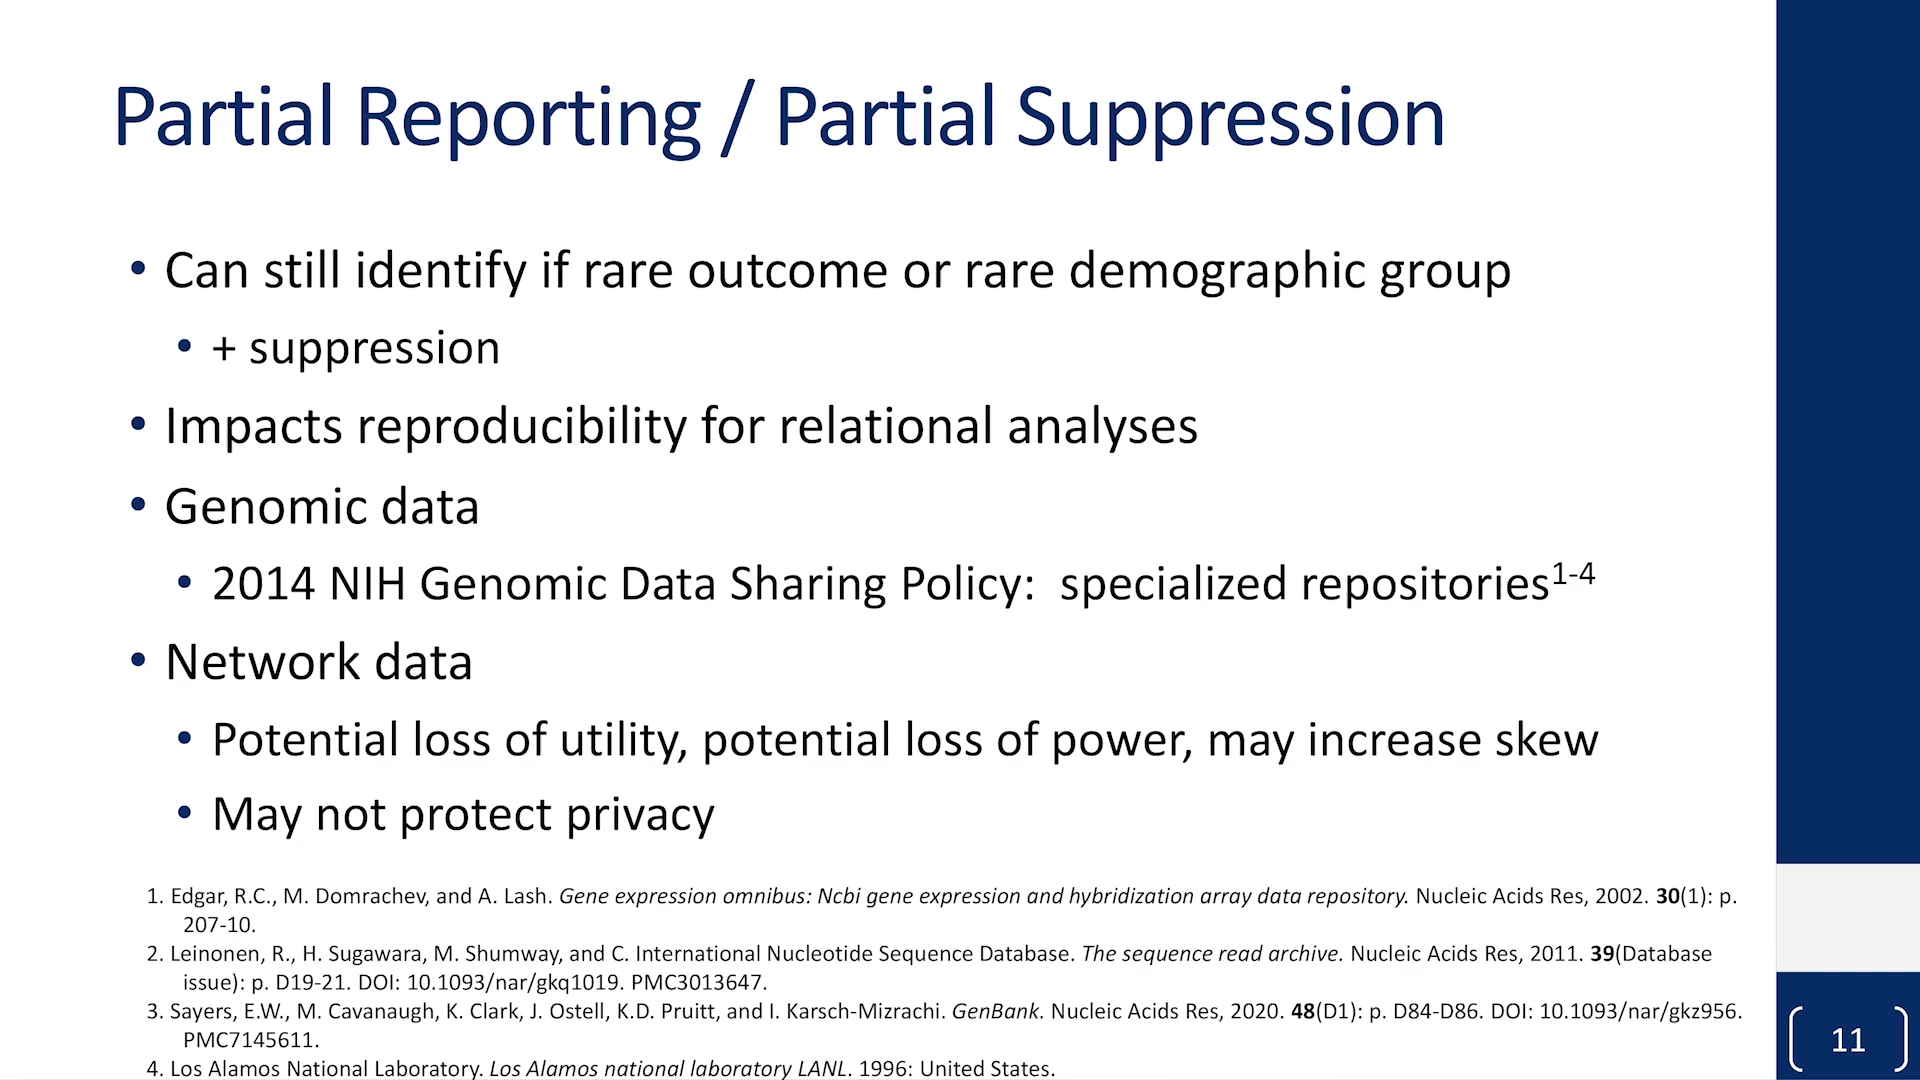 Partial Reporting / Partial Suppression
• Can still identify if rare outcome or rare demographic group
• + suppression
• Impacts reproducibility for relational analyses
• Genomic data
• 2014 NIH Genomic Data Sharing Policy:  specialized repositories1-4
• Network data
• Potential loss of utility, potential loss of power, may increase skew
• May not protect privacy
1. Edgar, R.C., M. Domrachev, and A. Lash. Gene expression omnibus: Ncbi gene expression and hybridization array data repository. Nucleic Acids Res, 2002. 30(1): p.
207-10.
2. Leinonen, R., H. Sugawara, M. Shumway, and C. International Nucleotide Sequence Database. The sequence read archive. Nucleic Acids Res, 2011. 39(Database
issue): p. D19-21. DOI: 10.1093/nar/gkq1019. PMC3013647.
3. Sayers, E.W., M. Cavanaugh, K. Clark, J. Ostell, K.D. Pruitt, and I. Karsch-Mizrachi. GenBank. Nucleic Acids Res, 2020. 48(D1): p. D84-D86. DOI: 10.1093/nar/gkz956.
PMC7145611.
4. Los Alamos National Laboratory. Los Alamos national laboratory LANL. 1996: United States.
11